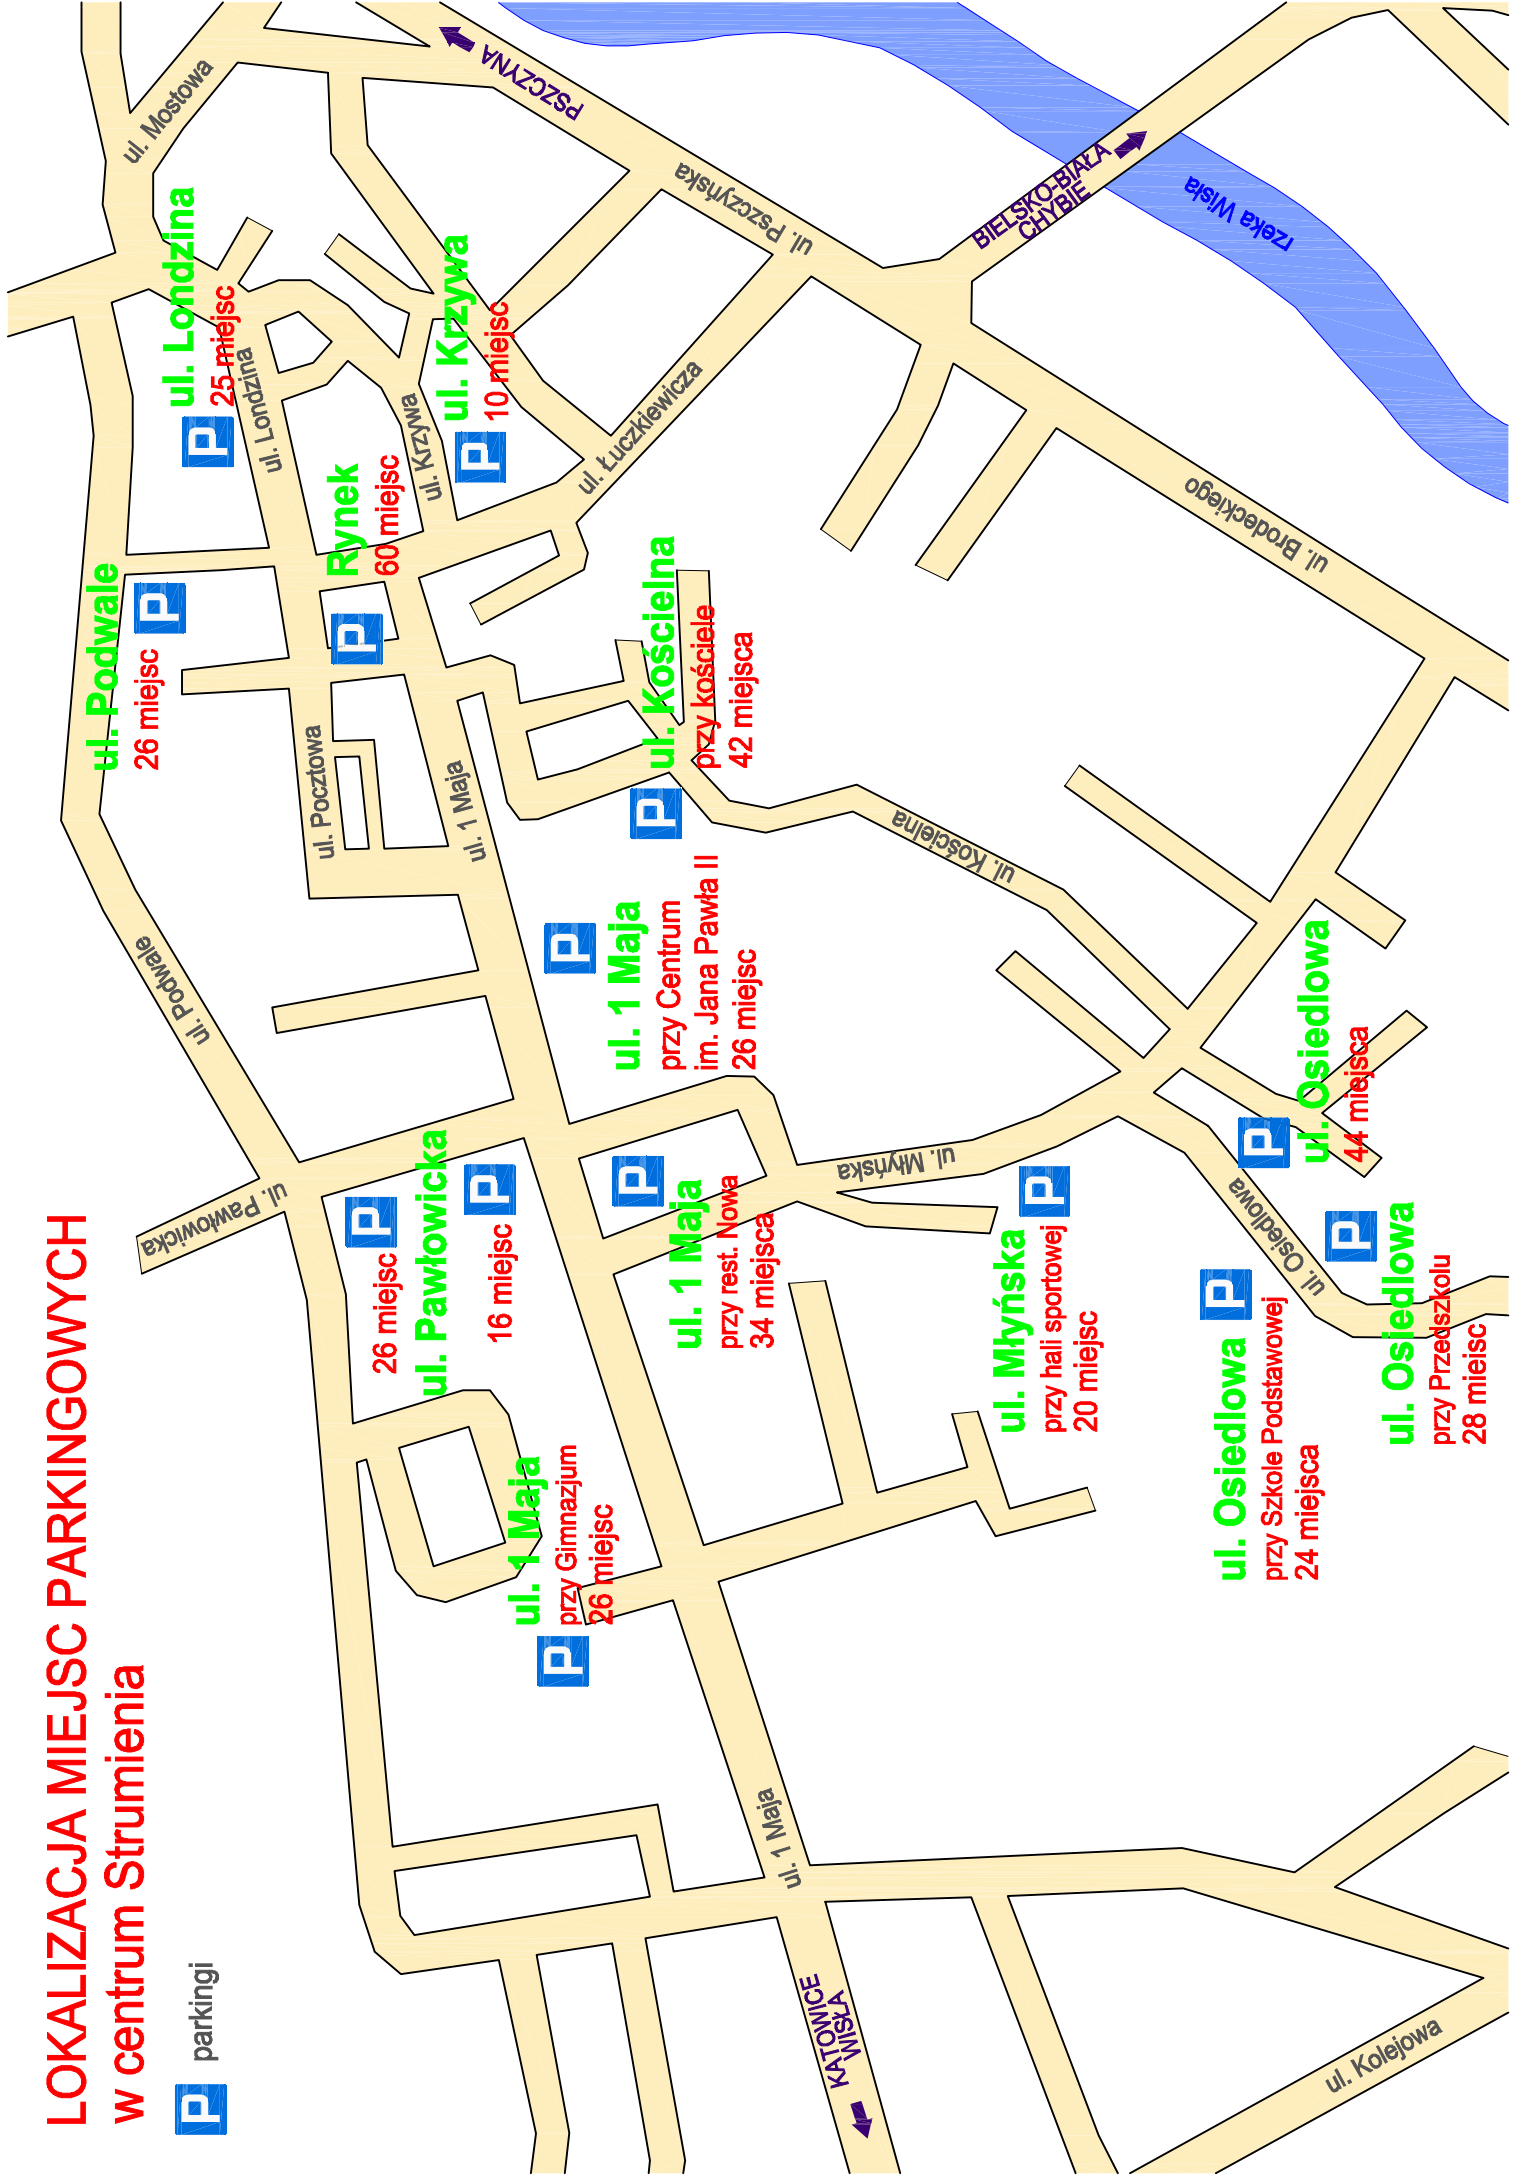 LOKALIZACJA MIEJSC PARKINGOWYCH
w centrum Strumienia
P
parkingi
ul. Podwale
P
26 miejsc
ul. Podwale
ul. Mostowa
ul. Londzina
25 miejsc
P
ul. Londzina
Rynek
60 miejsc
P
ul. Krzywa
ul. Krzywa
10 miejsc
P
PSZCZYNA
ul. Pszczyńska
BIELSKO-BIAŁA
CHYBIE
rzeka Wisła
ul. Łuczkiewicza
ul. Brodeckiego
ul. Pocztowa
ul. 1 Maja
ul. Kościelna
przy kościele
42 miejsca
P
ul. Kościelna
P
ul. 1 Maja
przy Centrum
im. Jana Pawła II
26 miejsc
ul. Pawłowicka
P
26 miejsc
ul. Pawłowicka
P
16 miejsc
P
ul. 1 Maja
przy rest. Nowa
34 miejsca
ul. Młyńska
P
ul. Młyńska
przy hali sportowej
20 miejsc
ul. Osiedlowa
44 miejsca
P
ul. Osiedlowa
P
ul. Osiedlowa
przy Przedszkolu
28 mieisc
P
ul. Osiedlowa
przy Szkole Podstawowej
24 miejsca
ul. 1 Maja
przy Gimnazjum
26 miejsc
P
ul. 1 Maja
KATOWICE
WISŁA
ul. Kolejowa